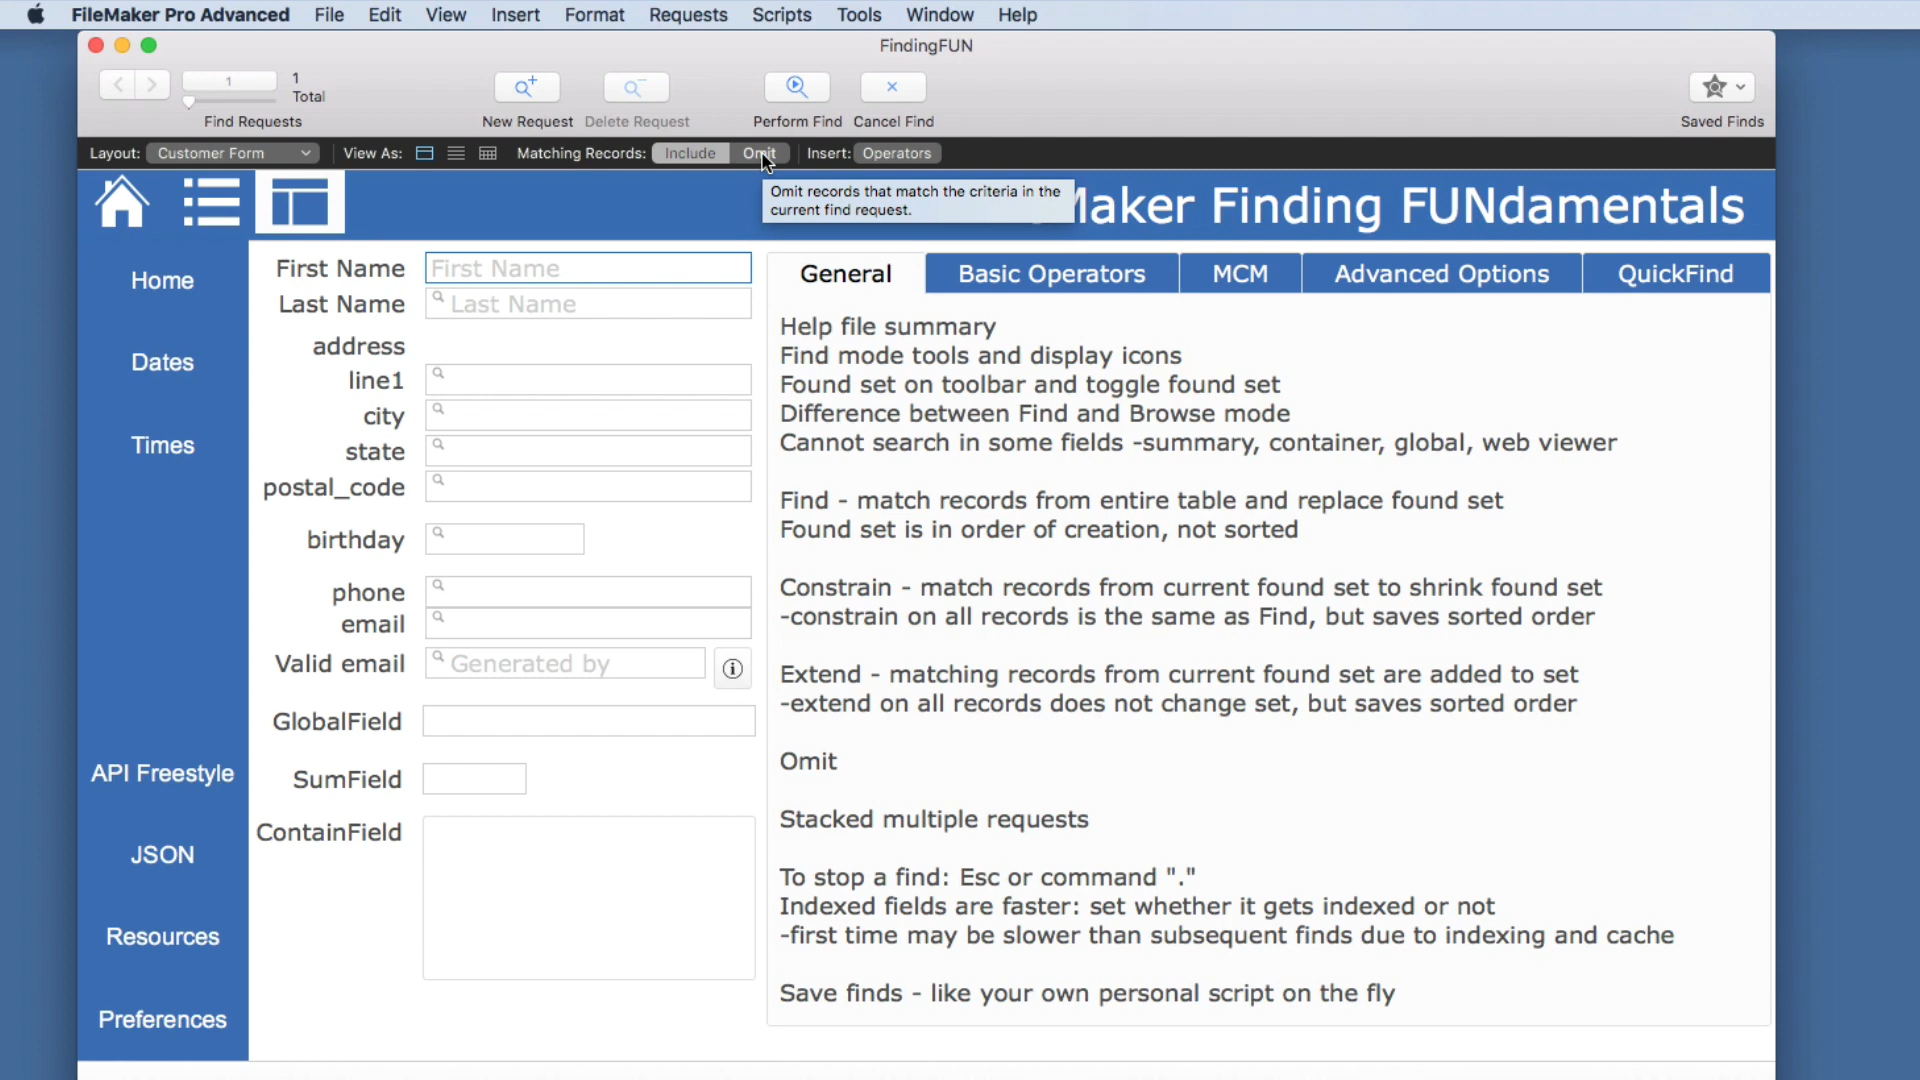 FileMaker Pro Advanced File Edit View Insert Format Requests Scripts Tools Window Help
FindingFUN
1
1
Total
Find Requests
New Request
Delete Request
Perform Find
Cancel Find
Saved Finds
Layout: Customer Form View As: Matching Records: Include Omit Insert: Operators
Omit records that match the criteria in the
current find request.
Maker Finding FUNdamentals
Home
Dates
Times
API Freestyle
JSON
Resources
Preferences
First Name First Name
Last Name Last Name
address
line1
city
state
postal_code
birthday
phone
email
Valid email Generated by
GlobalField
SumField
ContainField
General Basic Operators MCM Advanced Options QuickFind
Help file summary
Find mode tools and display icons
Found set on toolbar and toggle found set
Difference between Find and Browse mode
Cannot search in some fields -summary, container, global, web viewer
Find - match records from entire table and replace found set
Found set is in order of creation, not sorted
Constrain - match records from current found set to shrink found set
-constrain on all records is the same as Find, but saves sorted order
Extend - matching records from current found set are added to set
-extend on all records does not change set, but saves sorted order
Omit
Stacked multiple requests
To stop a find: Esc or command "."
Indexed fields are faster: set whether it gets indexed or not
-first time may be slower than subsequent finds due to indexing and cache
Save finds - like your own personal script on the fly